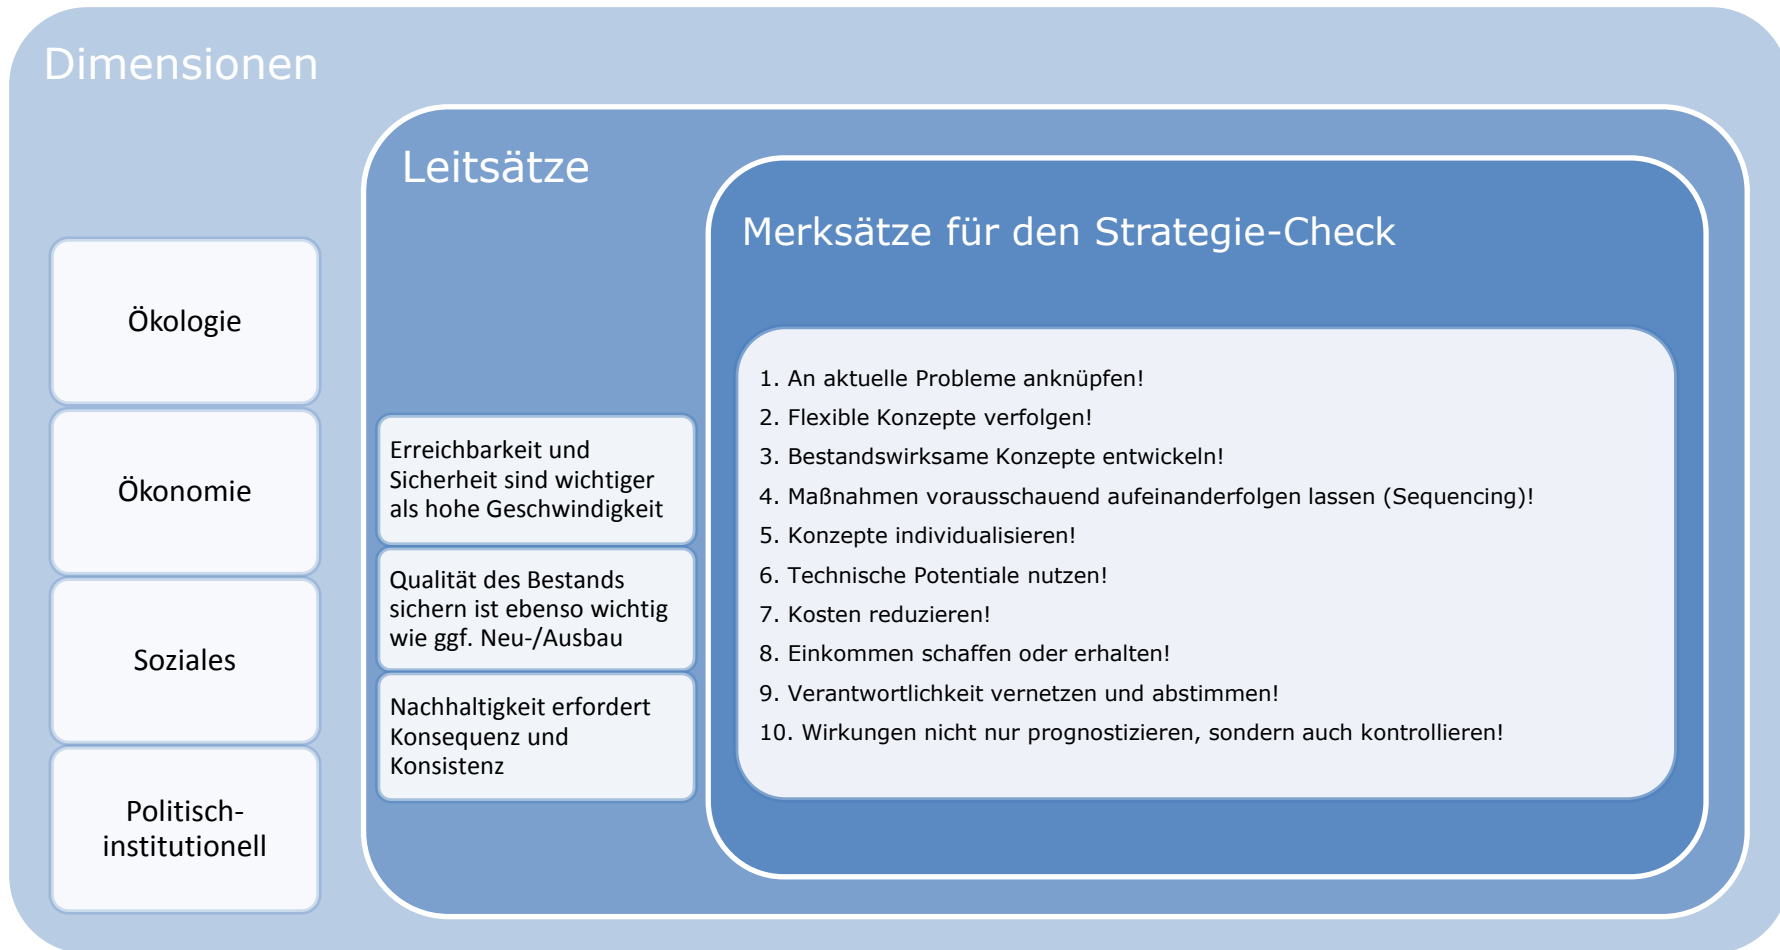 Dimensionen
Ökologie
Ökonomie
Soziales
Politisch-
institutionell
Leitsätze
Erreichbarkeit und
Sicherheit sind wichtiger
als hohe Geschwindigkeit
Qualität des Bestands
sichern ist ebenso wichtig
wie ggf. Neu-/Ausbau
Nachhaltigkeit erfordert
Konsequenz und
Konsistenz
Merksätze für den Strategie-Check
1. An aktuelle Probleme anknüpfen!
2. Flexible Konzepte verfolgen!
3. Bestandswirksame Konzepte entwickeln!
4. Maßnahmen vorausschauend aufeinanderfolgen lassen (Sequencing)!
5. Konzepte individualisieren!
6. Technische Potentiale nutzen!
7. Kosten reduzieren!
8. Einkommen schaffen oder erhalten!
9. Verantwortlichkeit vernetzen und abstimmen!
10. Wirkungen nicht nur prognostizieren, sondern auch kontrollieren!